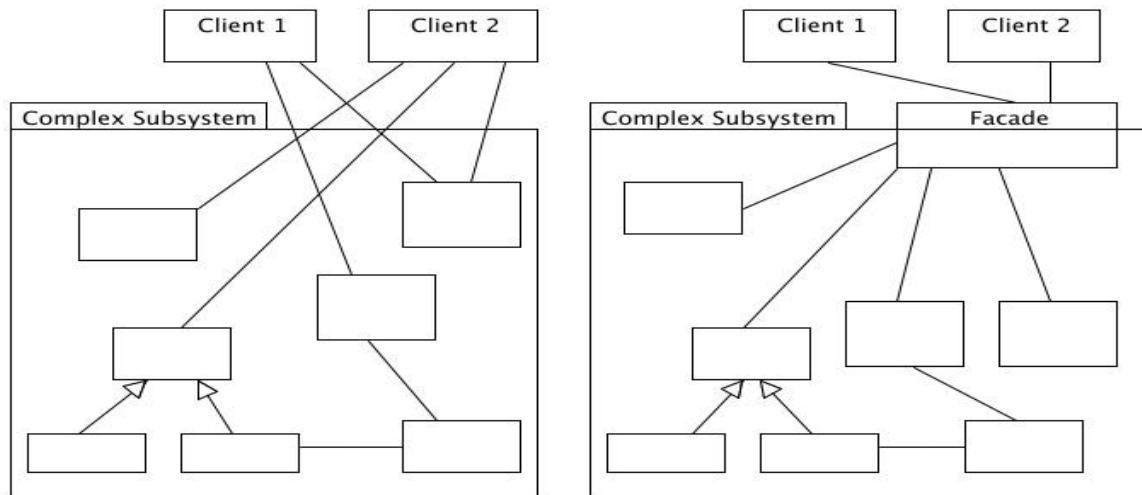 Client 1
Client 2
Complex Subsystem
Client 1
Client 2
Complex Subsystem
Facade